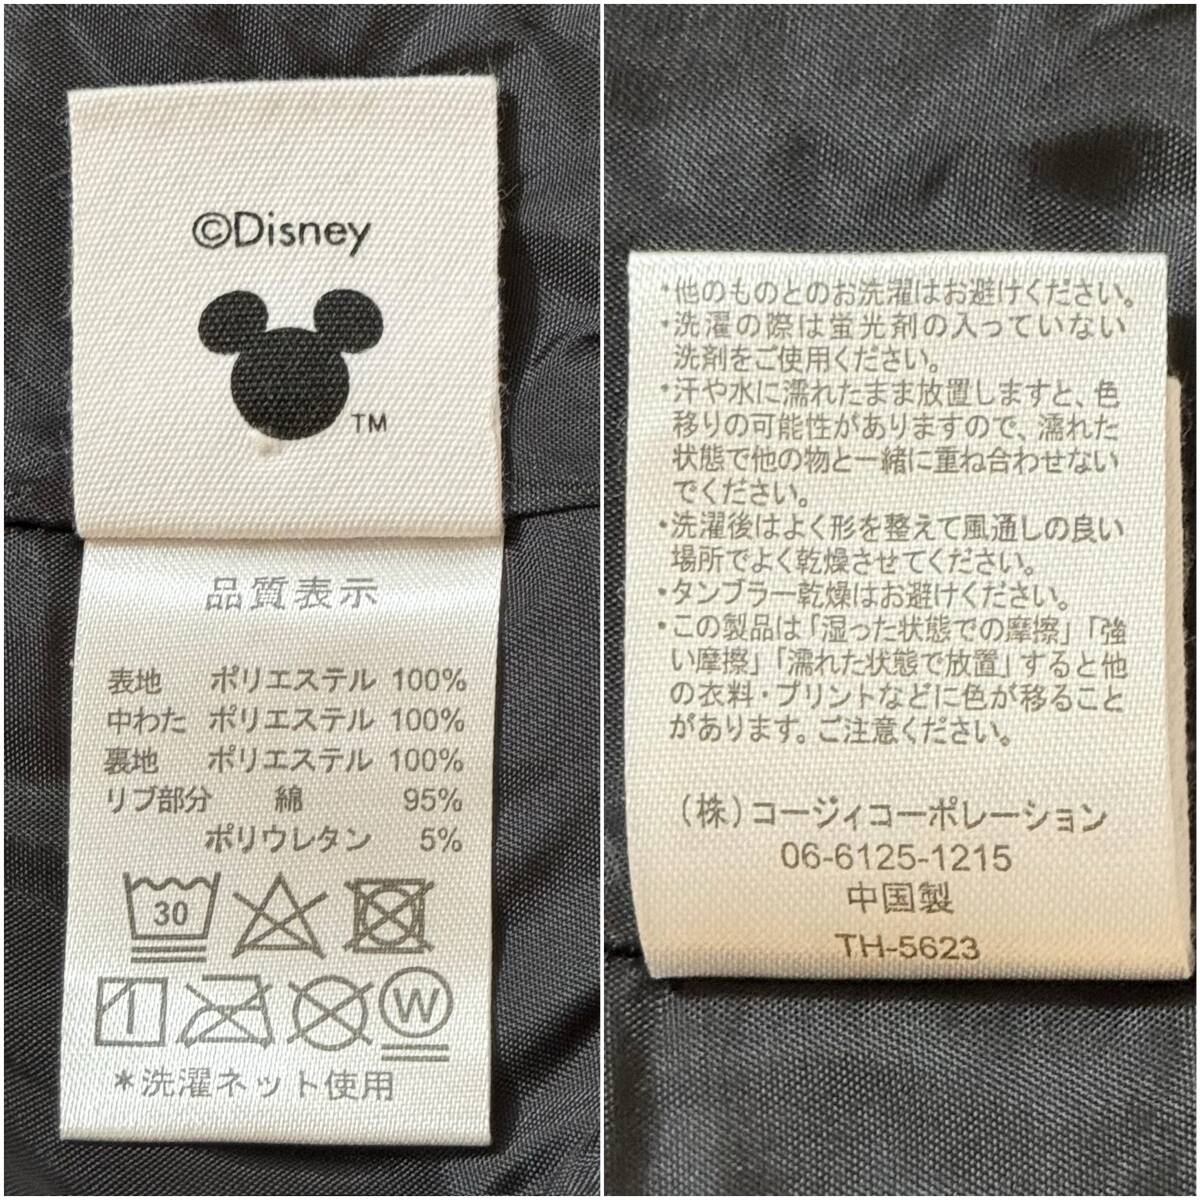 ©Disney
TM
品質表示
表地 ポリエステル 100%
中わた ポリエステル 100%
裏地 ポリエステル 100%
リブ部分 綿 95%
ポリウレタン 5%
30
W
*洗濯ネット使用
・他のものとのお洗濯はお避けください。
・洗濯の際は蛍光剤の入っていない
洗剤をご使用ください。
・汗や水に濡れたまま放置しますと、色
移りの可能性がありますので、濡れた
状態で他の物と一緒に重ね合わせない
でください。
・洗濯後はよく形を整えて風通しの良い
場所でよく乾燥させてください。
・タンブラー乾燥はお避けください。
・この製品は「湿った状態での摩擦」「強
い摩擦」「濡れた状態で放置」すると他
の衣料・プリントなどに色が移ること
があります。ご注意ください。
(株)コージィコーポレーション
06-6125-1215
中国製
TH-5623